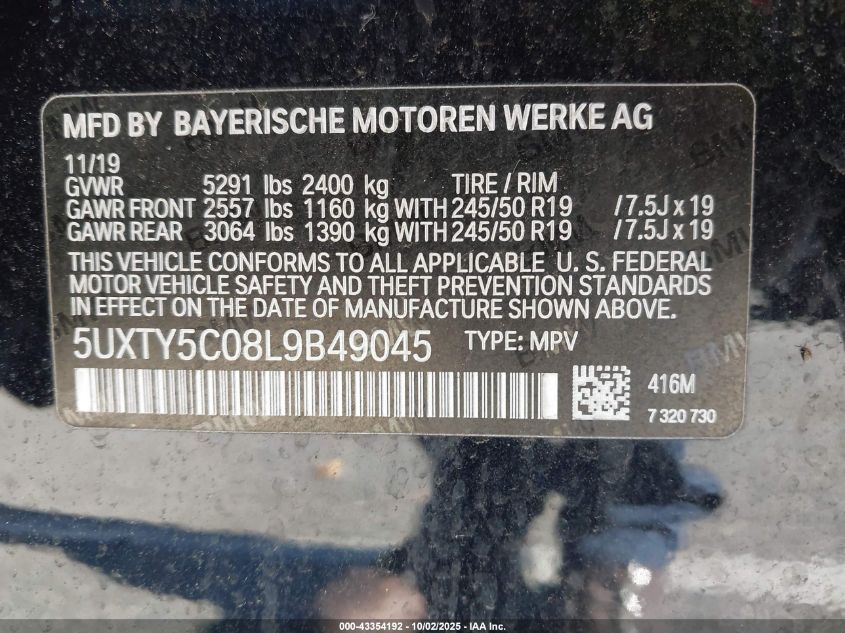 MFD BY BAYERISCHE MOTOREN WERKE AG
11/19
GVWR 5291 lbs 2400 kg TIRE / RIM
GAWR FRONT 2557 lbs 1160 kg WITH 245/50 R19 / 7.5J x 19
GAWR REAR 3064 lbs 1390 kg WITH 245/50 R19 / 7.5J x 19
THIS VEHICLE CONFORMS TO ALL APPLICABLE U. S. FEDERAL
MOTOR VEHICLE SAFETY AND THEFT PREVENTION STANDARDS
IN EFFECT ON THE DATE OF MANUFACTURE SHOWN ABOVE.
5UXTY5C08L9B49045 TYPE: MPV
416M
7 320 730
000-43354192 - 10/02/2025 - IAA Inc.